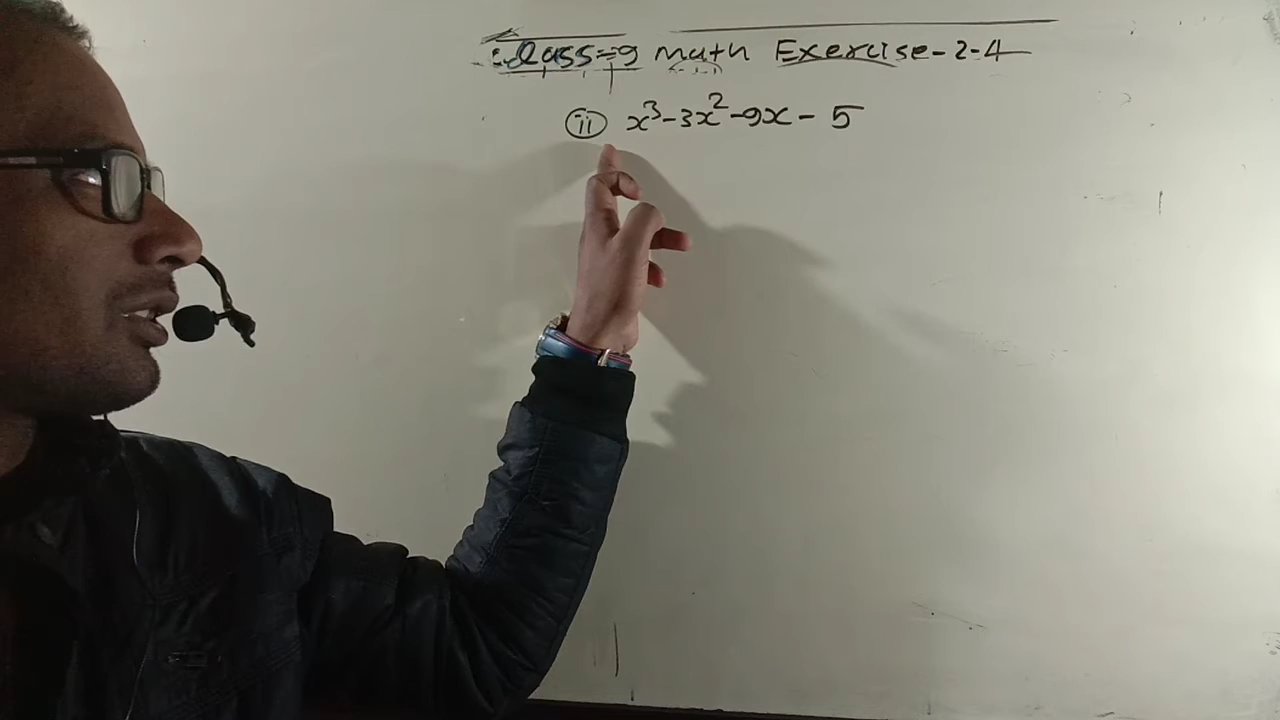 Class=9 math Exercise-2.4
(ii) x³-3x²-9x-5